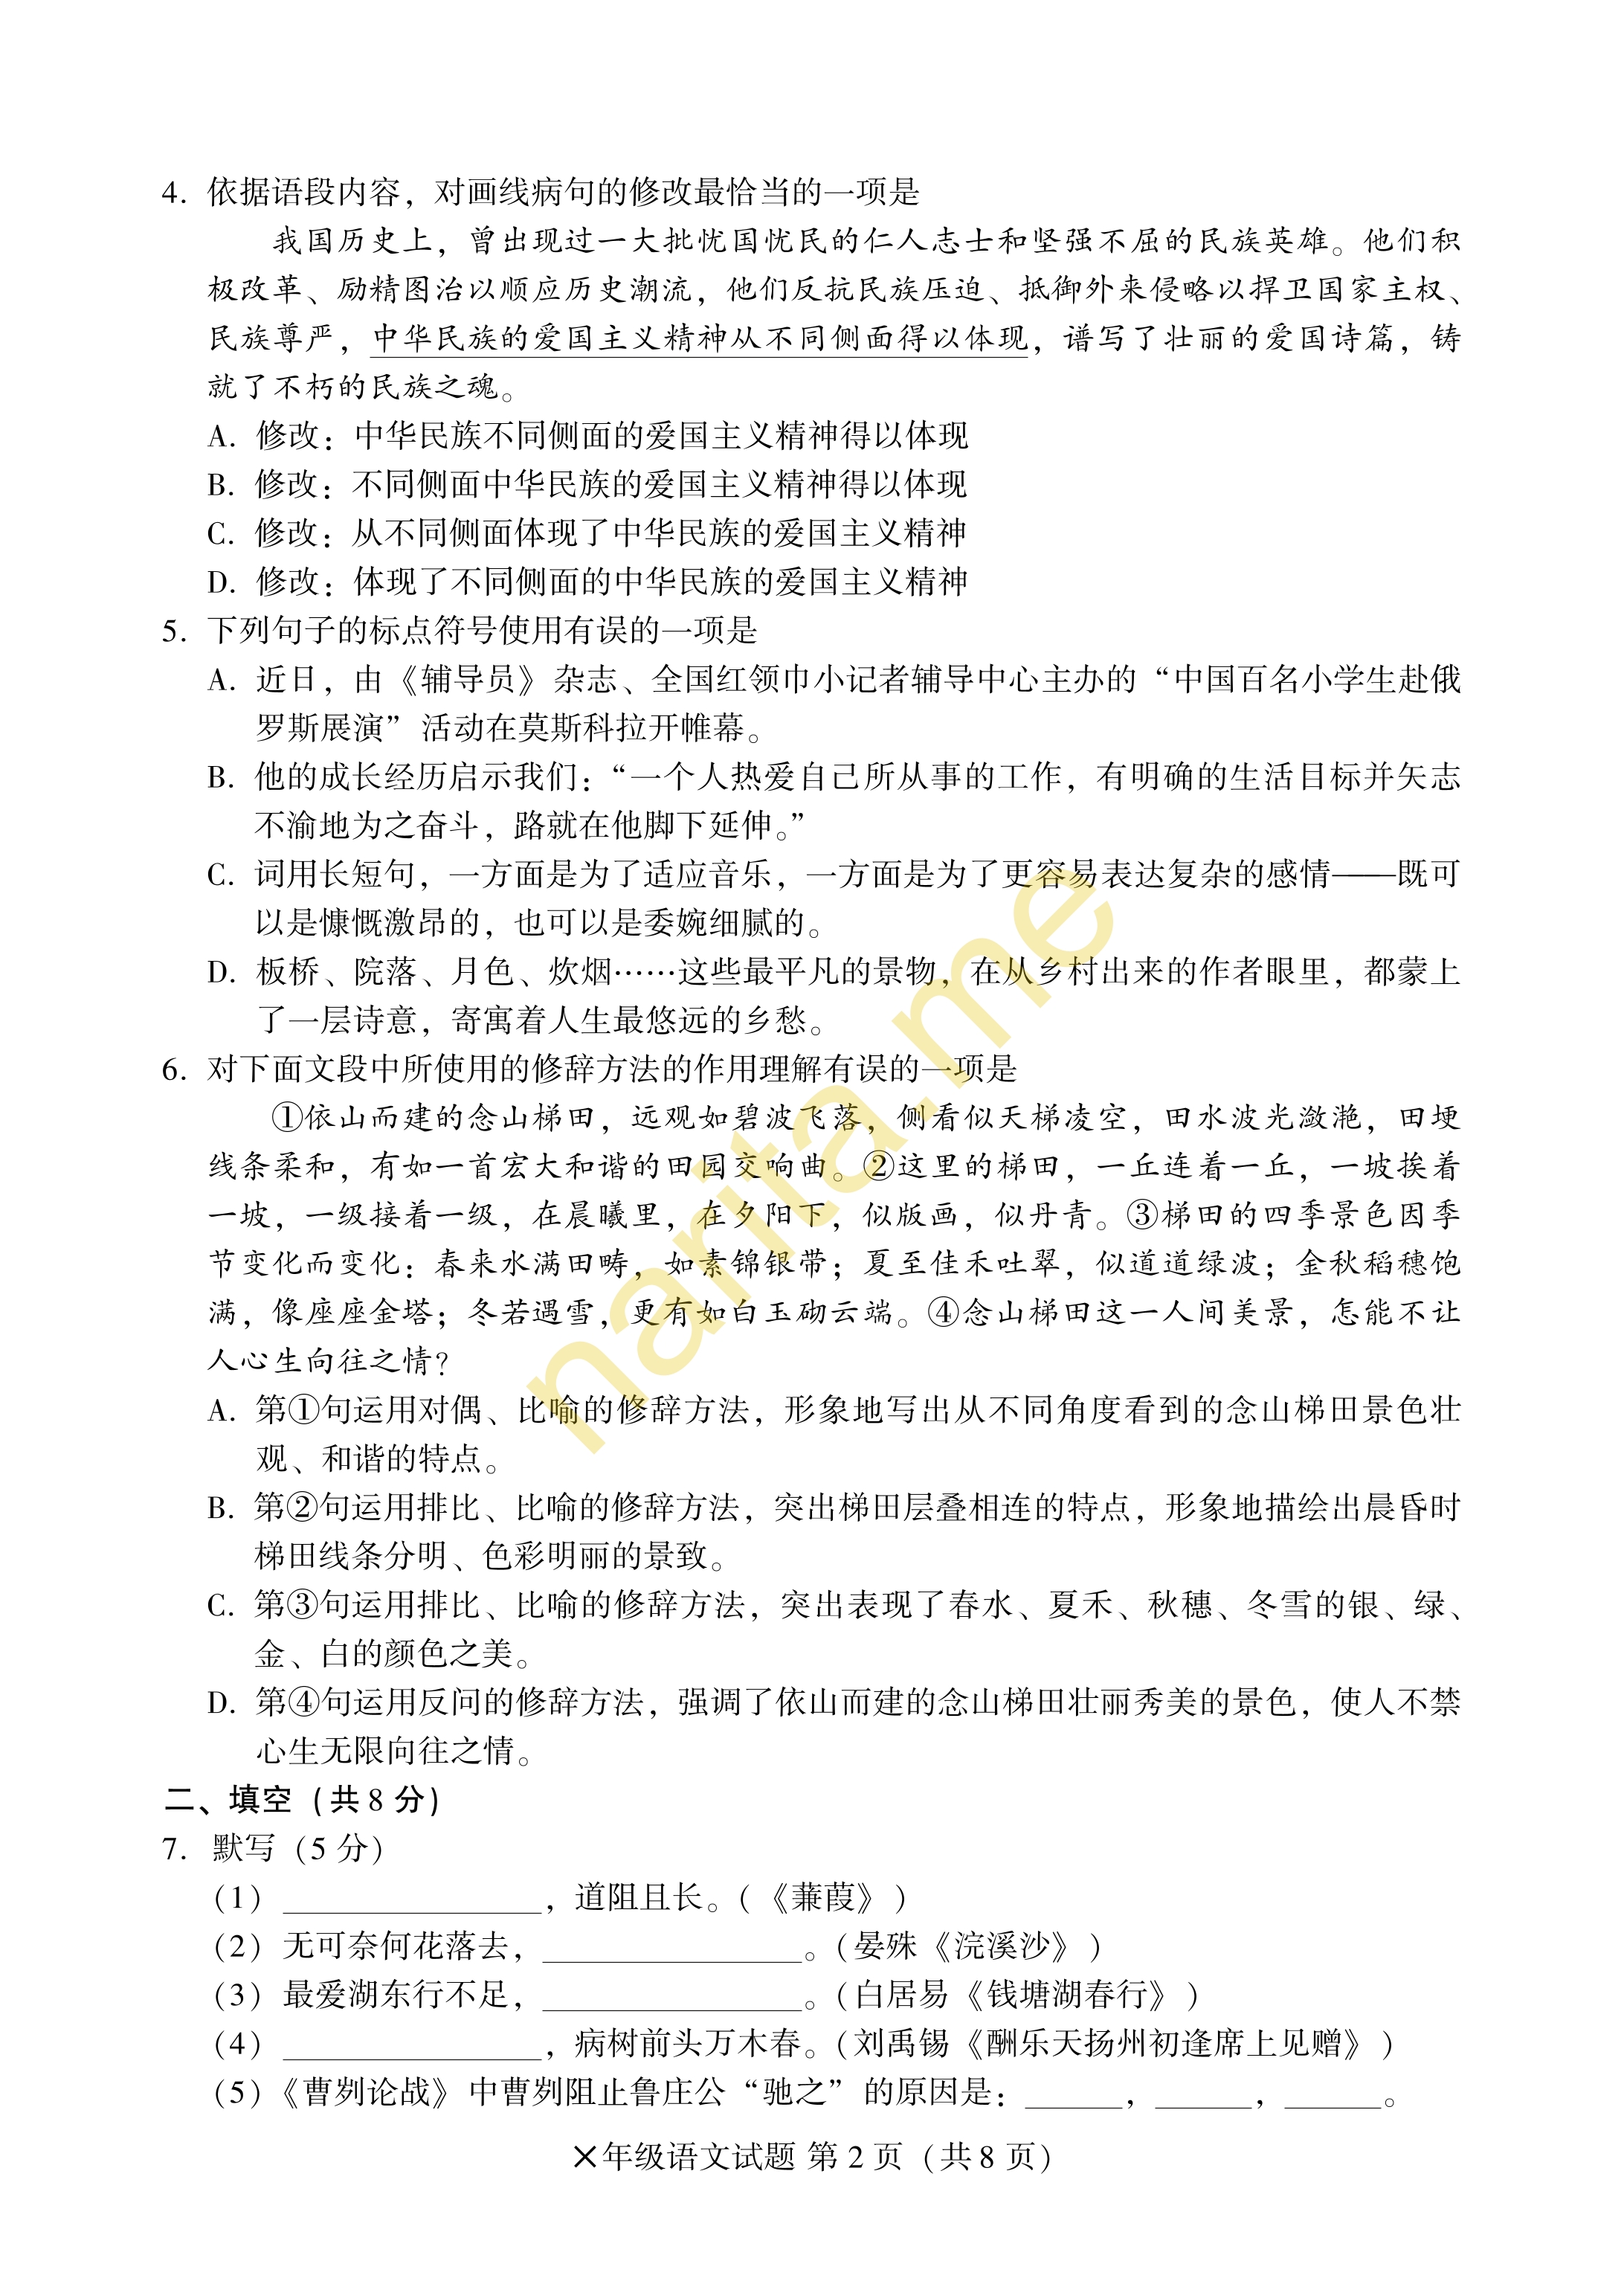 4. 依据语段内容，对画线病句的修改最恰当的一项是
我国历史上，曾出现过一大批忧国忧民的仁人志士和坚强不屈的民族英雄。他们积
极改革、励精图治以顺应历史潮流，他们反抗民族压迫、抵御外来侵略以捍卫国家主权、
民族尊严，中华民族的爱国主义精神从不同侧面得以体现，谱写了壮丽的爱国诗篇，铸
就了不朽的民族之魂。
A. 修改：中华民族不同侧面的爱国主义精神得以体现
B. 修改：不同侧面中华民族的爱国主义精神得以体现
C. 修改：从不同侧面体现了中华民族的爱国主义精神
D. 修改：体现了不同侧面的中华民族的爱国主义精神
5. 下列句子的标点符号使用有误的一项是
A. 近日，由《辅导员》杂志、全国红领巾小记者辅导中心主办的“中国百名小学生赴俄
罗斯展演”活动在莫斯科拉开帷幕。
B. 他的成长经历启示我们：“一个人热爱自己所从事的工作，有明确的生活目标并矢志
不渝地为之奋斗，路就在他脚下延伸。”
C. 词用长短句，一方面是为了适应音乐，一方面是为了更容易表达复杂的感情——既可
以是慷慨激昂的，也可以是委婉细腻的。
D. 板桥、院落、月色、炊烟……这些最平凡的景物，在从乡村出来的作者眼里，都蒙上
了一层诗意，寄寓着人生最悠远的乡愁。
6. 对下面文段中所使用的修辞方法的作用理解有误的一项是
①依山而建的念山梯田，远观如碧波飞落，侧看似天梯凌空，田水波光潋滟，田埂
线条柔和，有如一首宏大和谐的田园交响曲。②这里的梯田，一丘连着一丘，一坡挨着
一坡，一级接着一级，在晨曦里，在夕阳下，似版画，似丹青。③梯田的四季景色因季
节变化而变化：春来水满田畴，如素锦银带；夏至佳禾吐翠，似道道绿波；金秋稻穗饱
满，像座座金塔；冬若遇雪，更有如白玉砌云端。④念山梯田这一人间美景，怎能不让
人心生向往之情？
A. 第①句运用对偶、比喻的修辞方法，形象地写出从不同角度看到的念山梯田景色壮
观、和谐的特点。
B. 第②句运用排比、比喻的修辞方法，突出梯田层叠相连的特点，形象地描绘出晨昏时
梯田线条分明、色彩明丽的景致。
C. 第③句运用排比、比喻的修辞方法，突出表现了春水、夏禾、秋穗、冬雪的银、绿、
金、白的颜色之美。
D. 第④句运用反问的修辞方法，强调了依山而建的念山梯田壮丽秀美的景色，使人不禁
心生无限向往之情。
二、填空（共 8 分）
7. 默写（5 分）
（1）________________，道阻且长。（《蒹葭》）
（2）无可奈何花落去，________________。（晏殊《浣溪沙》）
（3）最爱湖东行不足，________________。（白居易《钱塘湖春行》）
（4）________________，病树前头万木春。（刘禹锡《酬乐天扬州初逢席上见赠》）
（5）《曹刿论战》中曹刿阻止鲁庄公“驰之”的原因是：______，______，______。
×年级语文试题 第 2 页（共 8 页）
narita.me